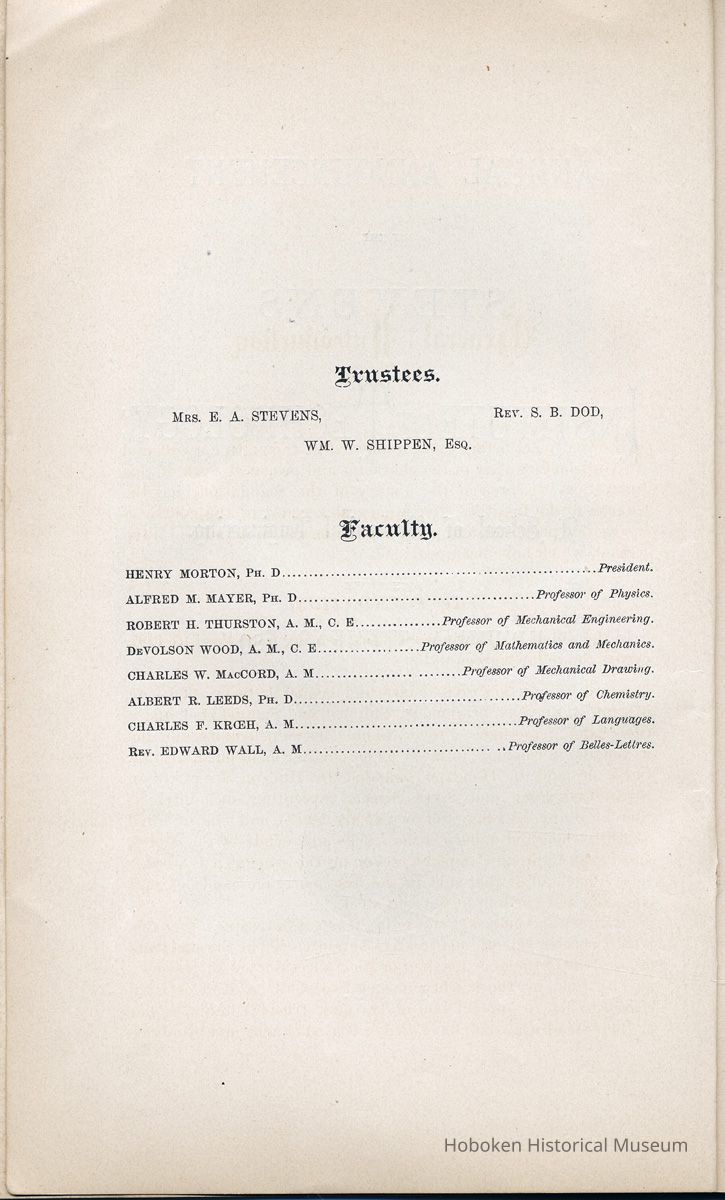 Trustees.
Mrs. E. A. STEVENS, Rev. S. B. DOD,
WM. W. SHIPPEN, Esq.
Faculty.
HENRY MORTON, Ph. D....................................................President.
ALFRED M. MAYER, Ph. D....................... ....................Professor of Physics.
ROBERT H. THURSTON, A. M., C. E................Professor of Mechanical Engineering.
DeVOLSON WOOD, A. M., C. E...................Professor of Mathematics and Mechanics.
CHARLES W. MacCORD, A. M.................. ........Professor of Mechanical Drawing.
ALBERT R. LEEDS, Ph. D..........................................Professor of Chemistry.
CHARLES F. KRŒH, A. M..........................................Professor of Languages.
Rev. EDWARD WALL, A. M.................................. ..Professor of Belles-Lettres.
Hoboken Historical Museum